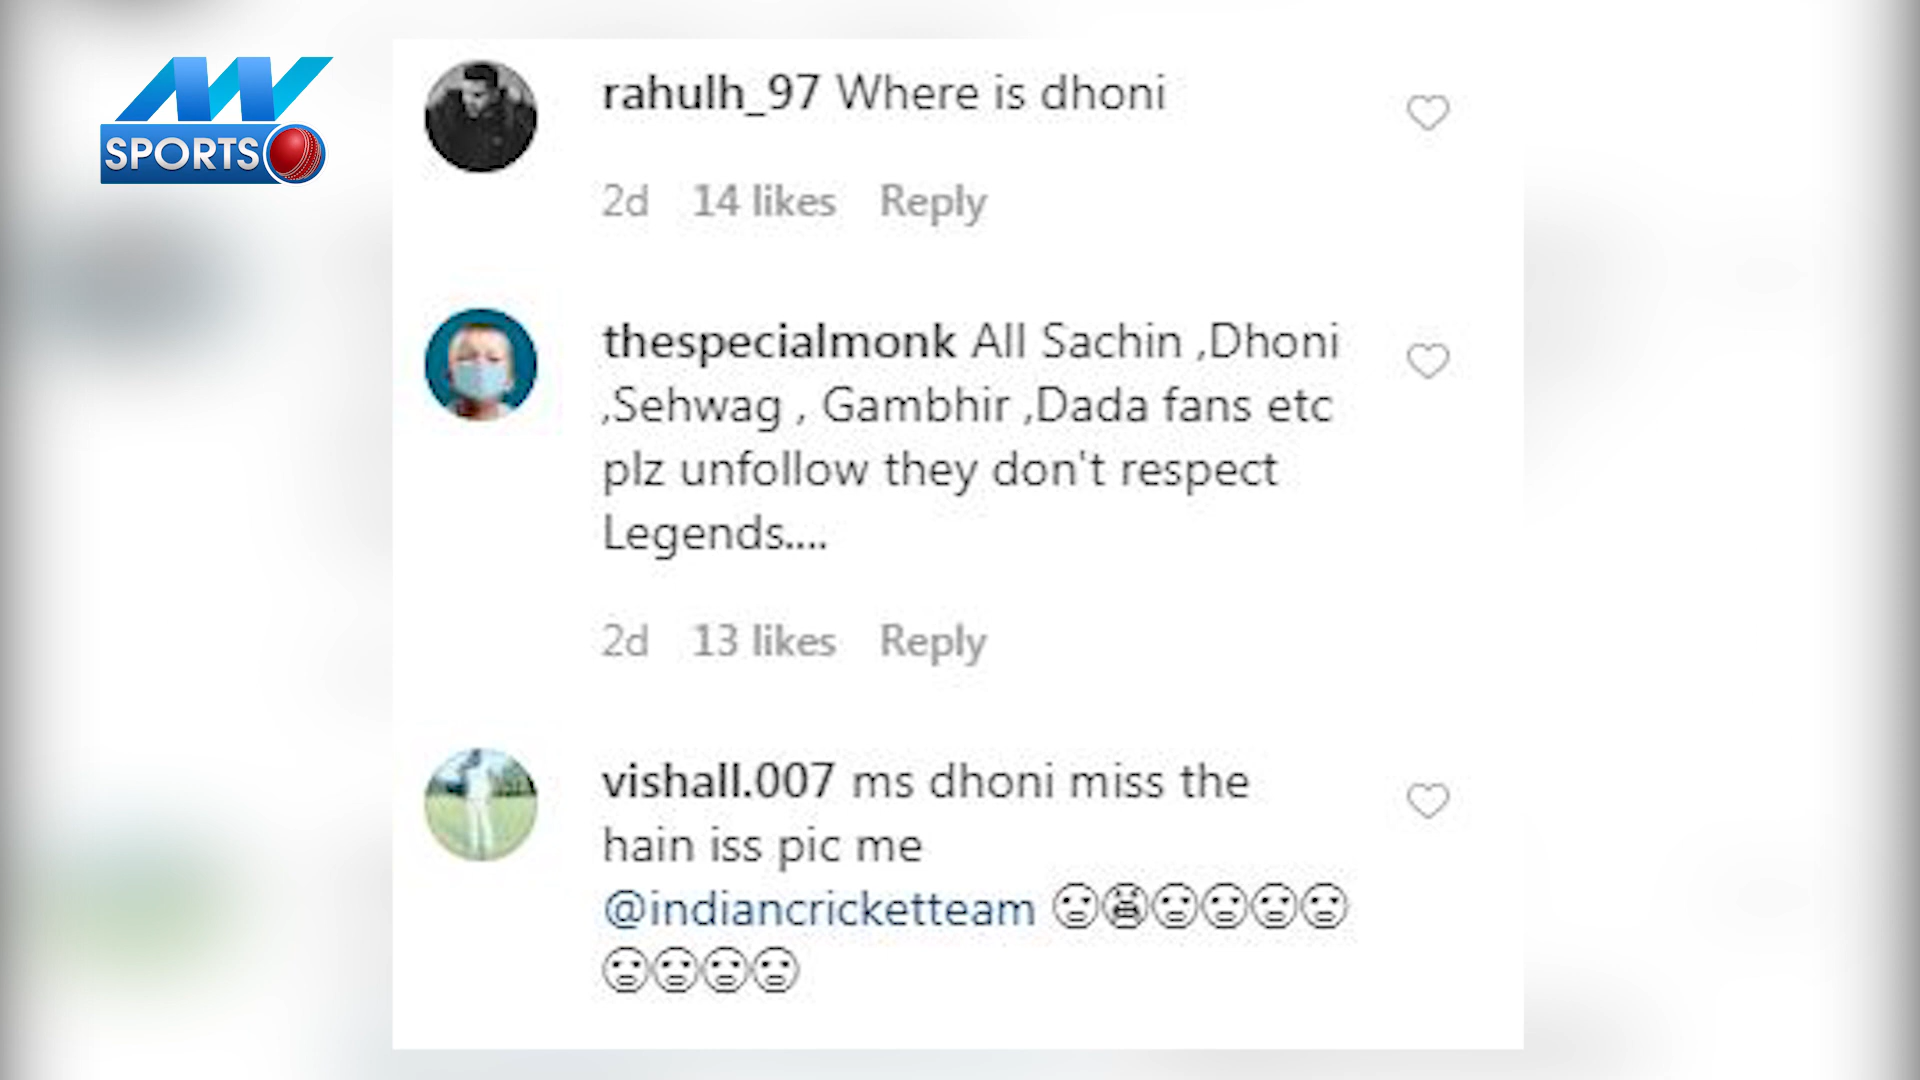 SPORTS
rahulh_97 Where is dhoni
2d 14 likes Reply
thespecialmonk All Sachin ,Dhoni
,Sehwag , Gambhir ,Dada fans etc
plz unfollow they don't respect
Legends....
2d 13 likes Reply
vishall.007 ms dhoni miss the
hain iss pic me
@indiancricketteam